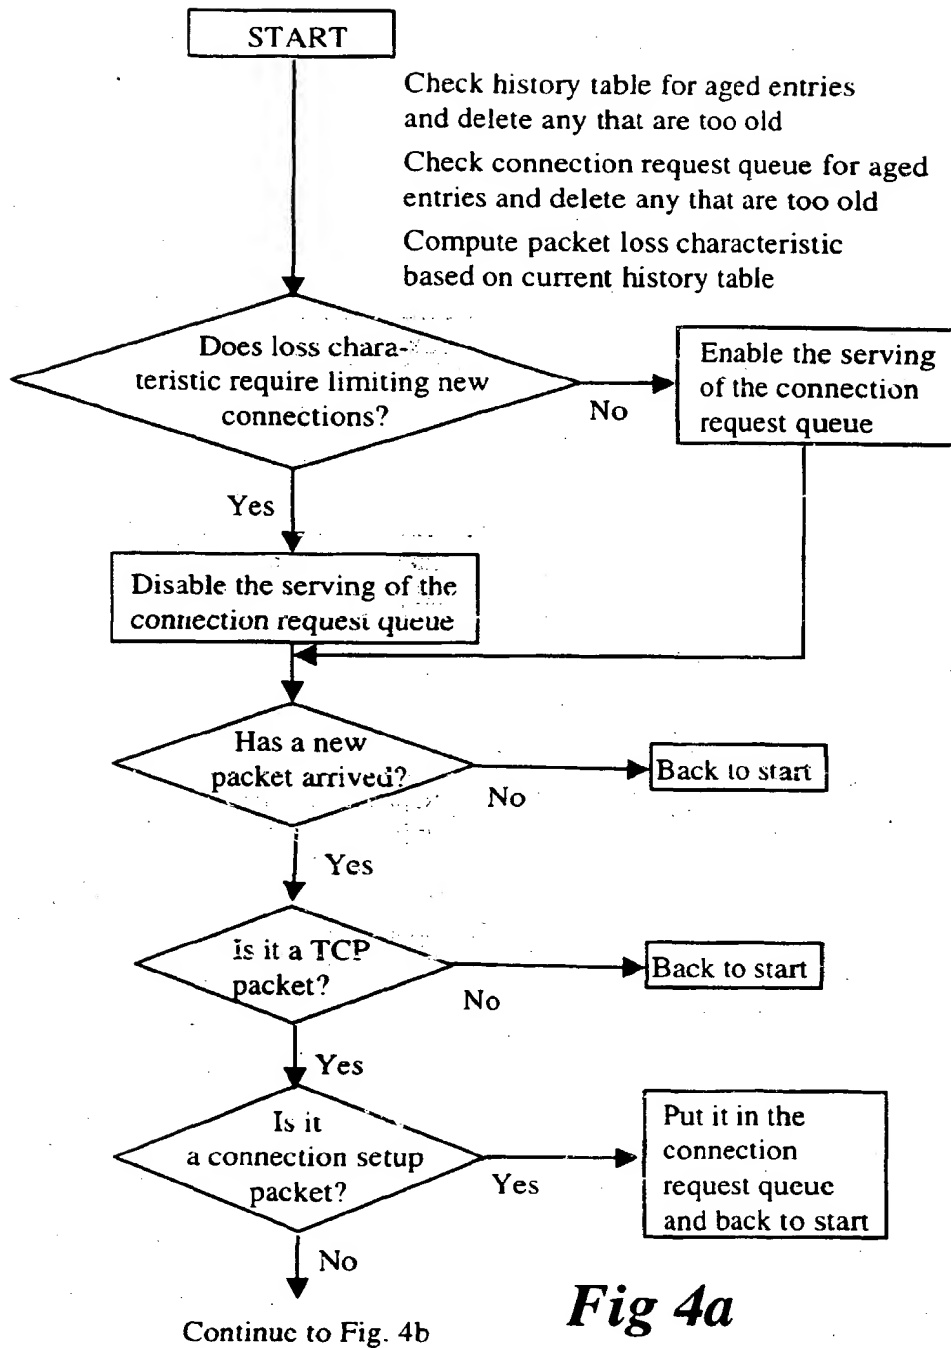 START
Check history table for aged entries
and delete any that are too old
Check connection request queue for aged
entries and delete any that are too old
Compute packet loss characteristic
based on current history table
Does loss chara-
teristic require limiting new
connections?
No
Enable the serving
of the connection
request queue
Yes
Disable the serving of the
connection request queue
Has a new
packet arrived?
No
Back to start
Yes
Is it a TCP
packet?
No
Back to start
Yes
Is it
a connection setup
packet?
Yes
Put it in the
connection
request queue
and back to start
No
Continue to Fig. 4b
Fig 4a